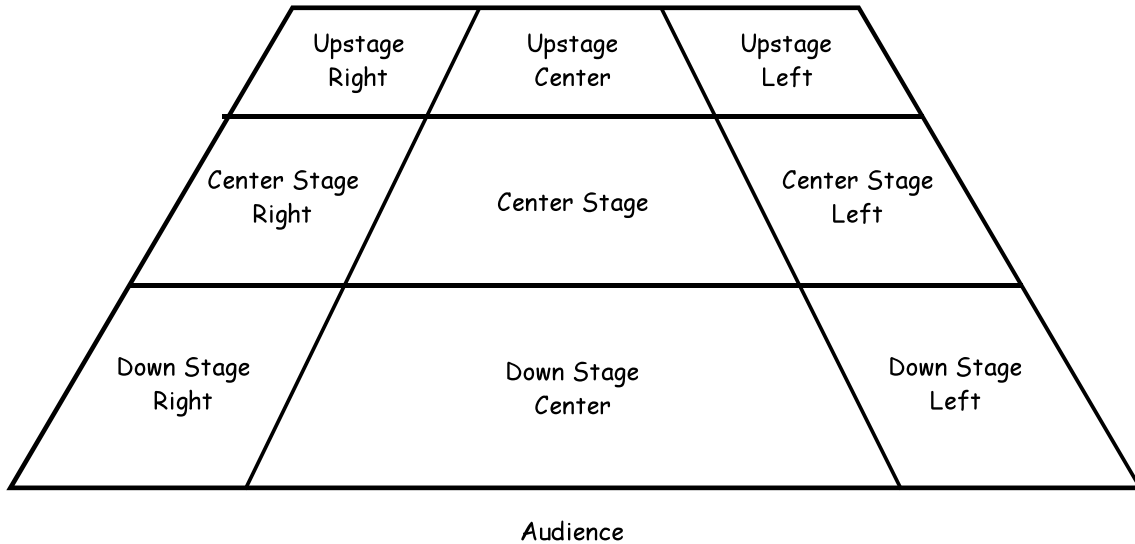 Upstage
Right
Upstage
Center
Upstage
Left
Center Stage
Right
Center Stage
Center Stage
Left
Down Stage
Right
Down Stage
Center
Down Stage
Left
Audience